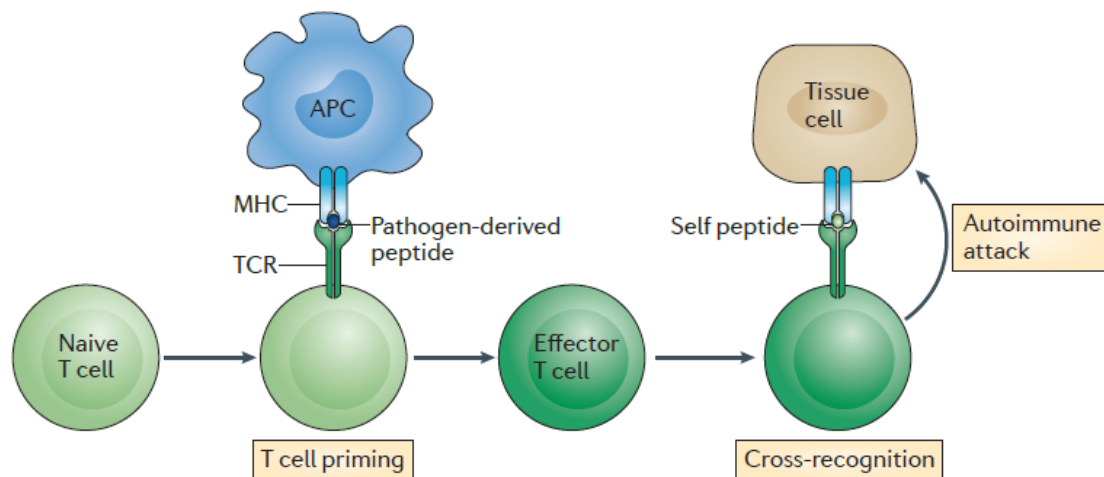 APC
MHC
Pathogen-derived
peptide
TCR
Naive
T cell
T cell priming
Effector
T cell
Tissue
cell
Self peptide
Autoimmune
attack
Cross-recognition